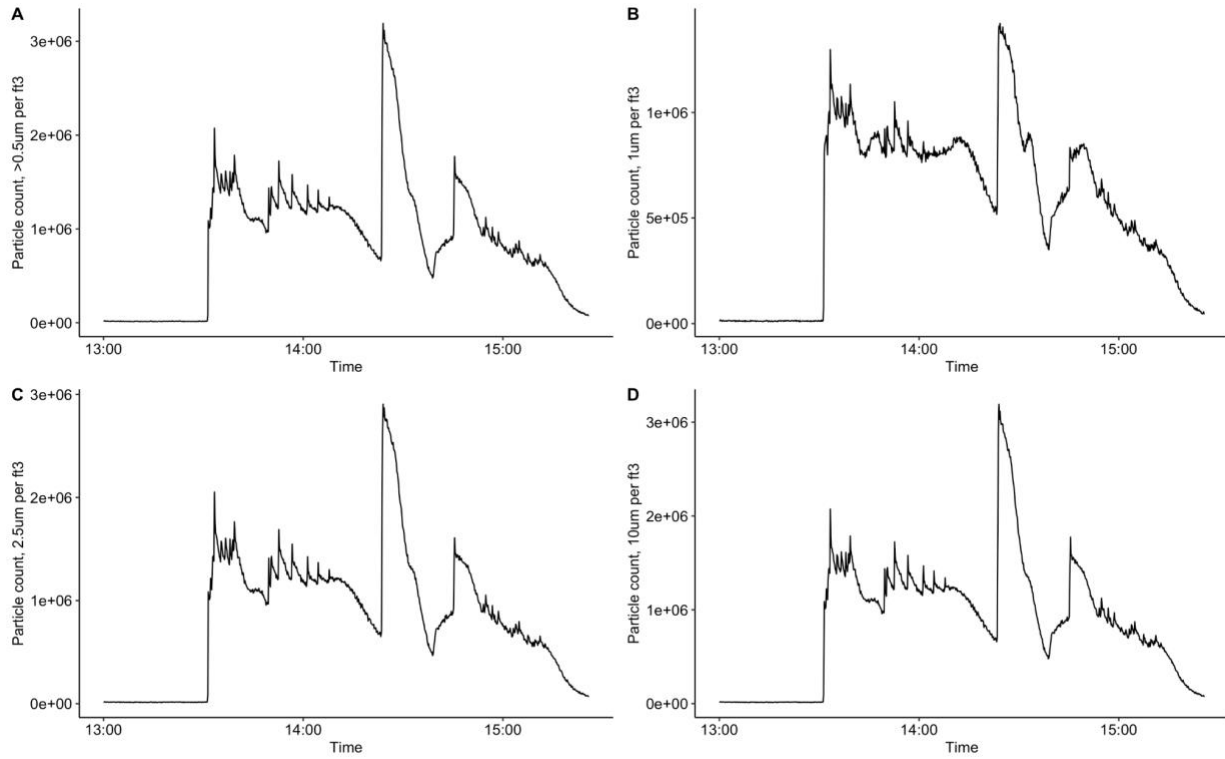 A
Particle count, >0.5um per ft3
3e+06
2e+06
1e+06
0e+00
13:00
14:00
15:00
Time
B
Particle count, 1um per ft3
1e+06
5e+05
0e+00
13:00
14:00
15:00
Time
C
Particle count, 2.5um per ft3
3e+06
2e+06
1e+06
0e+00
13:00
14:00
15:00
Time
D
Particle count, 10um per ft3
3e+06
2e+06
1e+06
0e+00
13:00
14:00
15:00
Time